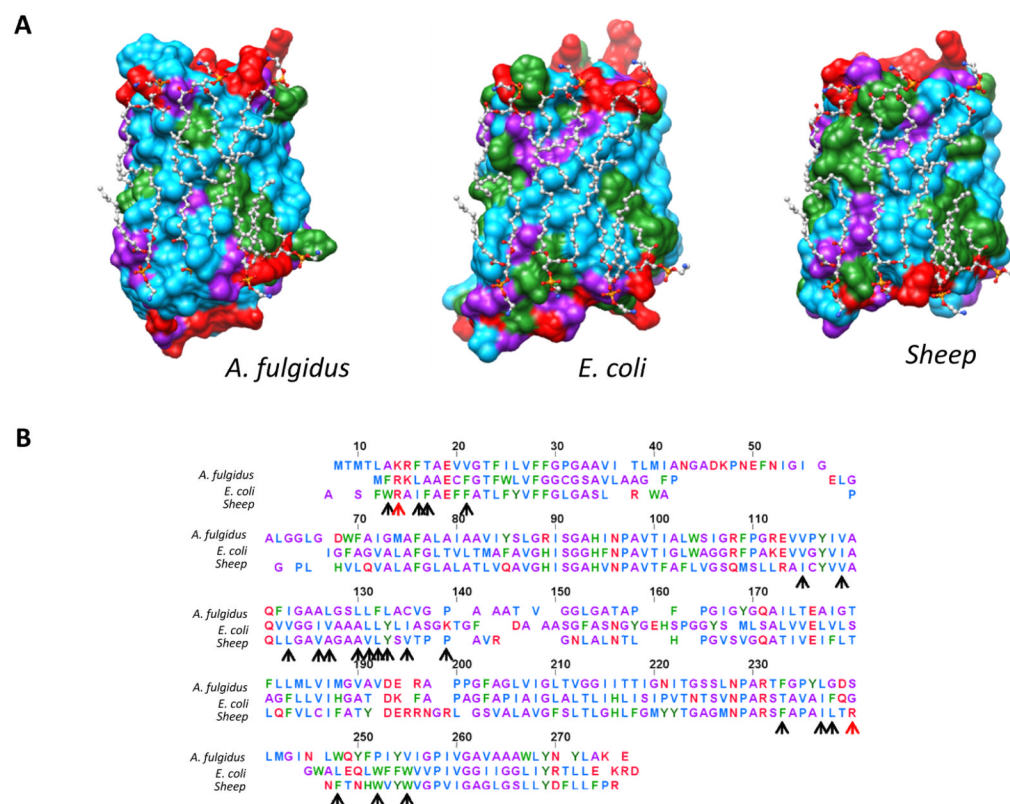 A
A. fulgidus
E. coli
Sheep
B
10 20 30 40 50
A. fulgidus MTMTLAKRFTAEVVGTFILVFFGPGAAVI TLMIANGADKPNEFNIGI G
E. coli MFRKLAAECFGTFWLVFGGCGSAVLAAG FP ELG
Sheep A S FWRAIFAEFFATLFYVFFGLGASL R WA P
70 80 90 100 110
A. fulgidus ALGGLG DWFAIGMAFALAIAAVIYSLGRISGAHINPAVTIALWSIGRFPGREVVPYIVA
E. coli IGFAGVALAFGLTVLTMAFAVGHISGGHFNPAVTIGLWAGGRFPAKEVVGYVIA
Sheep G PL HVLQVALAFGLALATLVQAVGHISGAHVNPAVTFAFLVGSQMSLLRAICYVVA
130 140 150 160 170
A. fulgidus QFIGAALGSLLFLACVG P A AAT V GGLGATAP F PGIGYGQAILTEAIGT
E. coli QVVGGIVAAALLYLIASGKTGF D AASGFASNGYGEHSPGGYS MLSALVVELVLS
Sheep QLLGAVAGAAVLYSVTP P AVR GNLALNTL H PGVSVGQATIVEIFLT
190 200 210 220 230
A. fulgidus FLLMLVIMGVAVDE RA PPGFAGLVIGLTVGGIITTIGNITGSSLNPARTFGPYLGDS
E. coli AGFLLVIHGAT DK FA PAGFAPIAIGLALTLIHLISIPVTNTSVNPARSTAVAIFQG
Sheep LQFVLCIFATY DERRNGRL GSVALAVGFSLTLGHLFGMYYTGAGMNPARSFAPAILTR
250 260 270
A. fulgidus LMGIN LWQYFPIYVIGPIVGAVAAAWLYN YLAK E
E. coli GWALEQLWFFWVVPIVGGIIGGLIYRTLLE KRD
Sheep NFTNHWVYWVGPVIGAGLGSLLYDFLLFPR